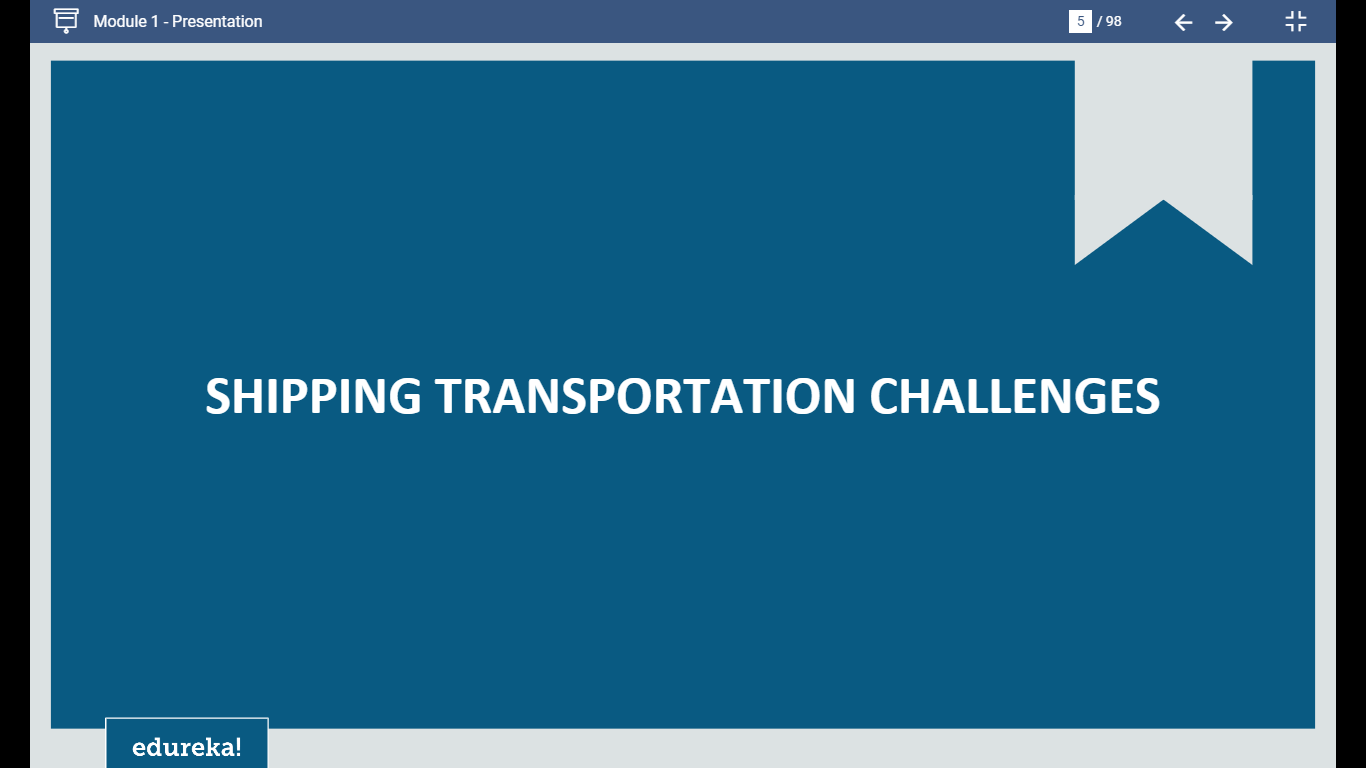 Module 1 - Presentation
5 / 98
SHIPPING TRANSPORTATION CHALLENGES
edureka!